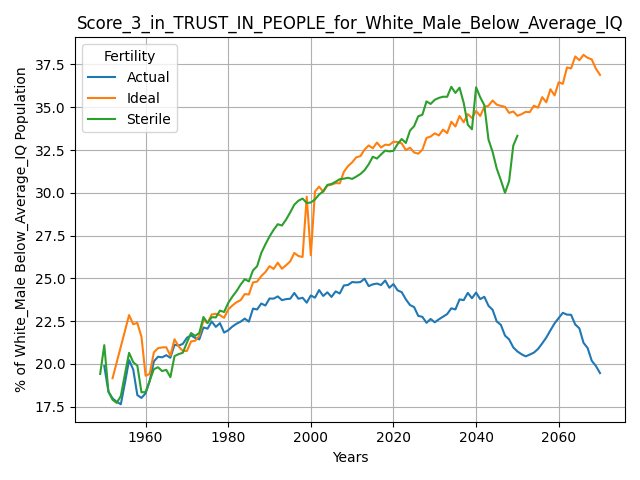 Score_3_in_TRUST_IN_PEOPLE_for_White_Male_Below_Average_IQ
% of White_Male Below_Average_IQ Population
37.5
35.0
32.5
30.0
27.5
25.0
22.5
20.0
17.5
Fertility
Actual
Ideal
Sterile
1960 1980 2000 2020 2040 2060
Years